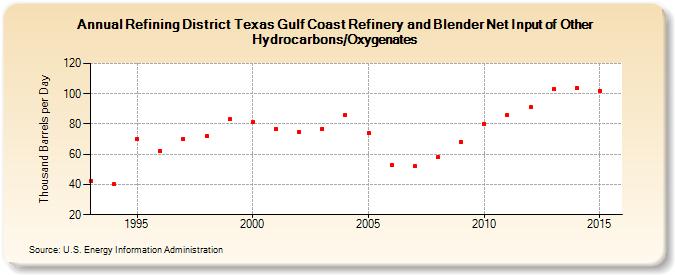 Annual Refining District Texas Gulf Coast Refinery and Blender Net Input of Other
Hydrocarbons/Oxygenates
Thousand Barrels per Day
120
100
80
60
40
20
1995
2000
2005
2010
2015
Source: U.S. Energy Information Administration